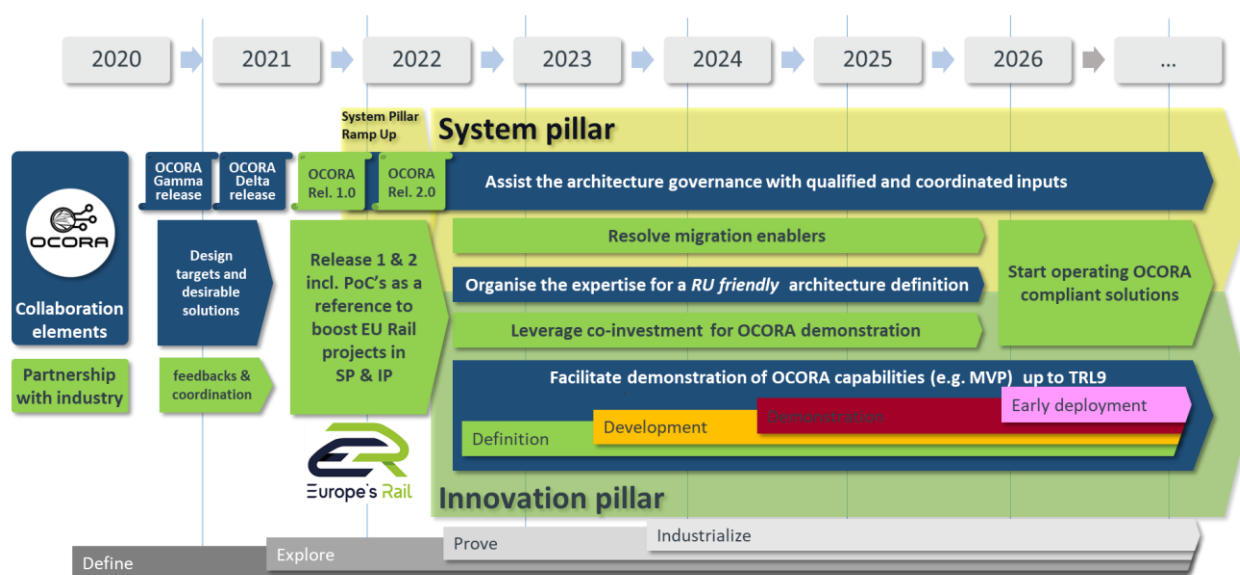 2020
2021
2022
2023
2024
2025
2026
...
System Pillar
Ramp Up
System pillar
OCORA
Gamma
release
OCORA
Delta
release
OCORA
Rel. 1.0
OCORA
Rel. 2.0
Assist the architecture governance with qualified and coordinated inputs
OCORA
Collaboration
elements
Design
targets and
desirable
solutions
Release 1 & 2
incl. PoC's as a
reference to
boost EU Rail
projects in
SP & IP
Resolve migration enablers
Organise the expertise for a RU friendly architecture definition
Leverage co-investment for OCORA demonstration
Start operating OCORA
compliant solutions
Partnership
with industry
feedbacks &
coordination
Facilitate demonstration of OCORA capabilities (e.g. MVP) up to TRL9
Definition
Development
Demonstration
Early deployment
Europe's Rail
Innovation pillar
Define
Explore
Prove
Industrialize